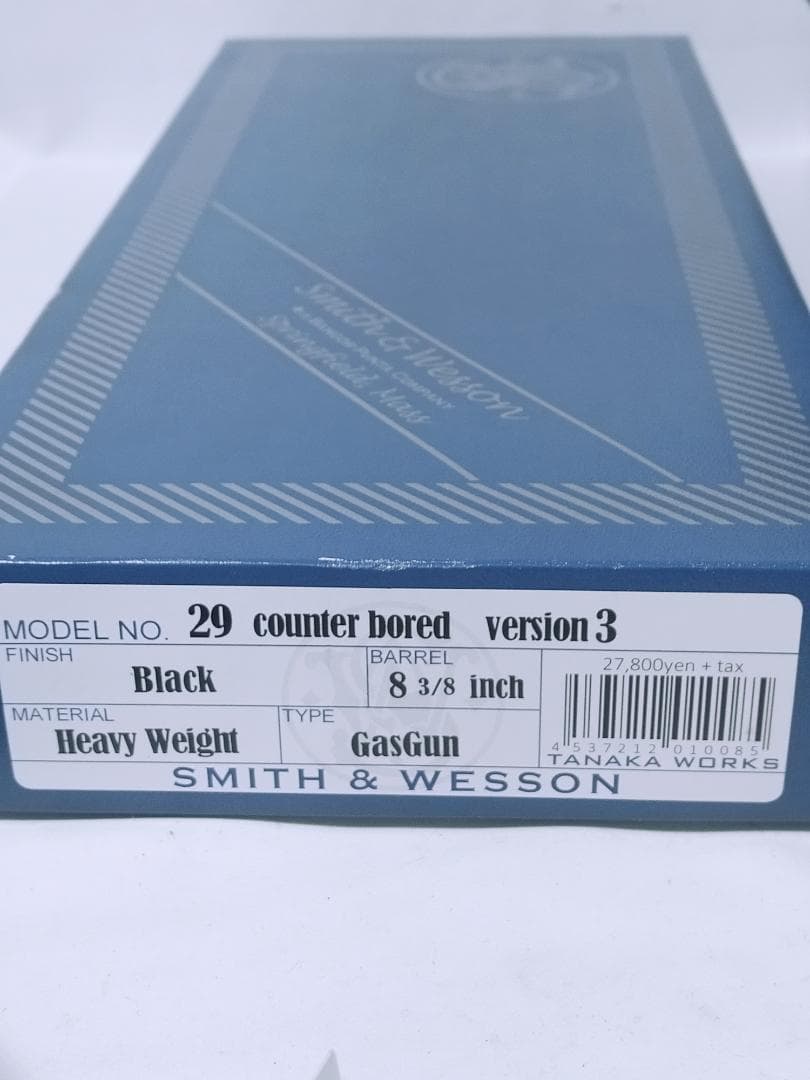 Smith & Wesson
Springfield, Mass
MODEL NO. 29 counter bored version 3
FINISH
Black
BARREL
8 3/8 inch
27,800yen + tax
MATERIAL
Heavy Weight
TYPE
GasGun
4 537212 010085
TANAKA WORKS
SMITH & WESSON